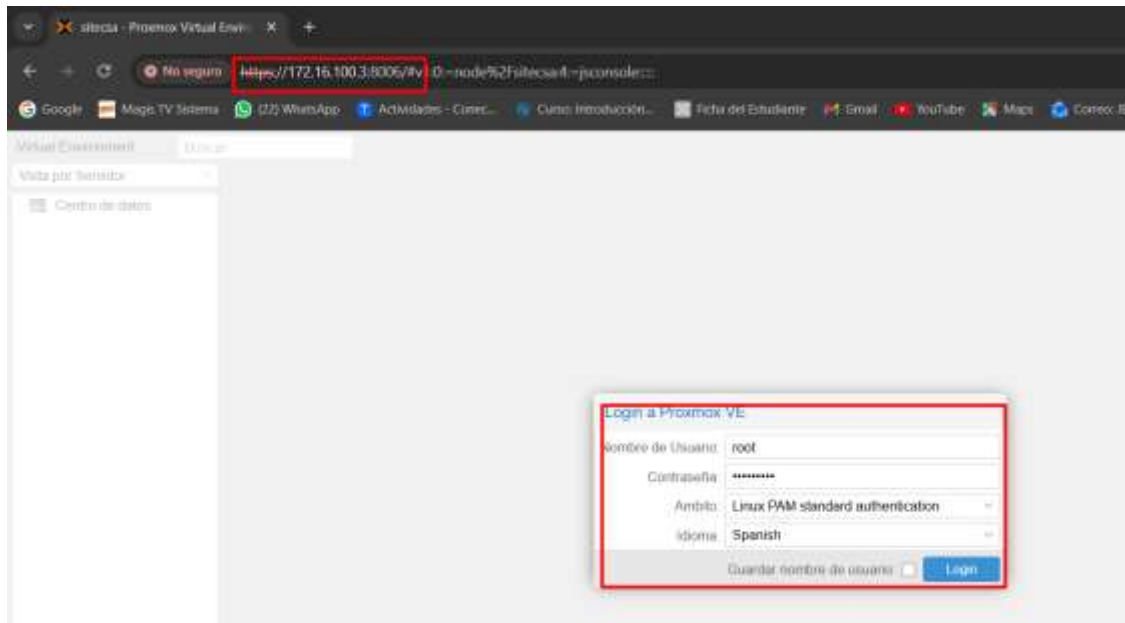 sitecsa - Proxmox Virtual Envir
No seguro https://172.16.100.3:8006/#v1:0:=node%2Fsitecsa4:=jsconsole::::
Google Magis TV Sistema (22) WhatsApp Actividades - Conec... Curso: Introducción... Ficha del Estudiante Gmail YouTube Maps Correo:
Virtual Environment Buscar
Vista por Servidor
Centro de datos
Login a Proxmox VE
Nombre de Usuario: root
Contraseña: •••••••••
Ámbito: Linux PAM standard authentication
Idioma: Spanish
Guardar nombre de usuario: Login